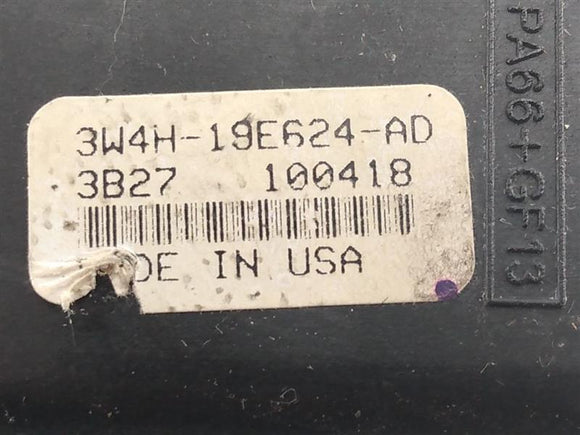 3W4H-19E624-AD
3B27 100418
DE IN USA
PA66+GF13